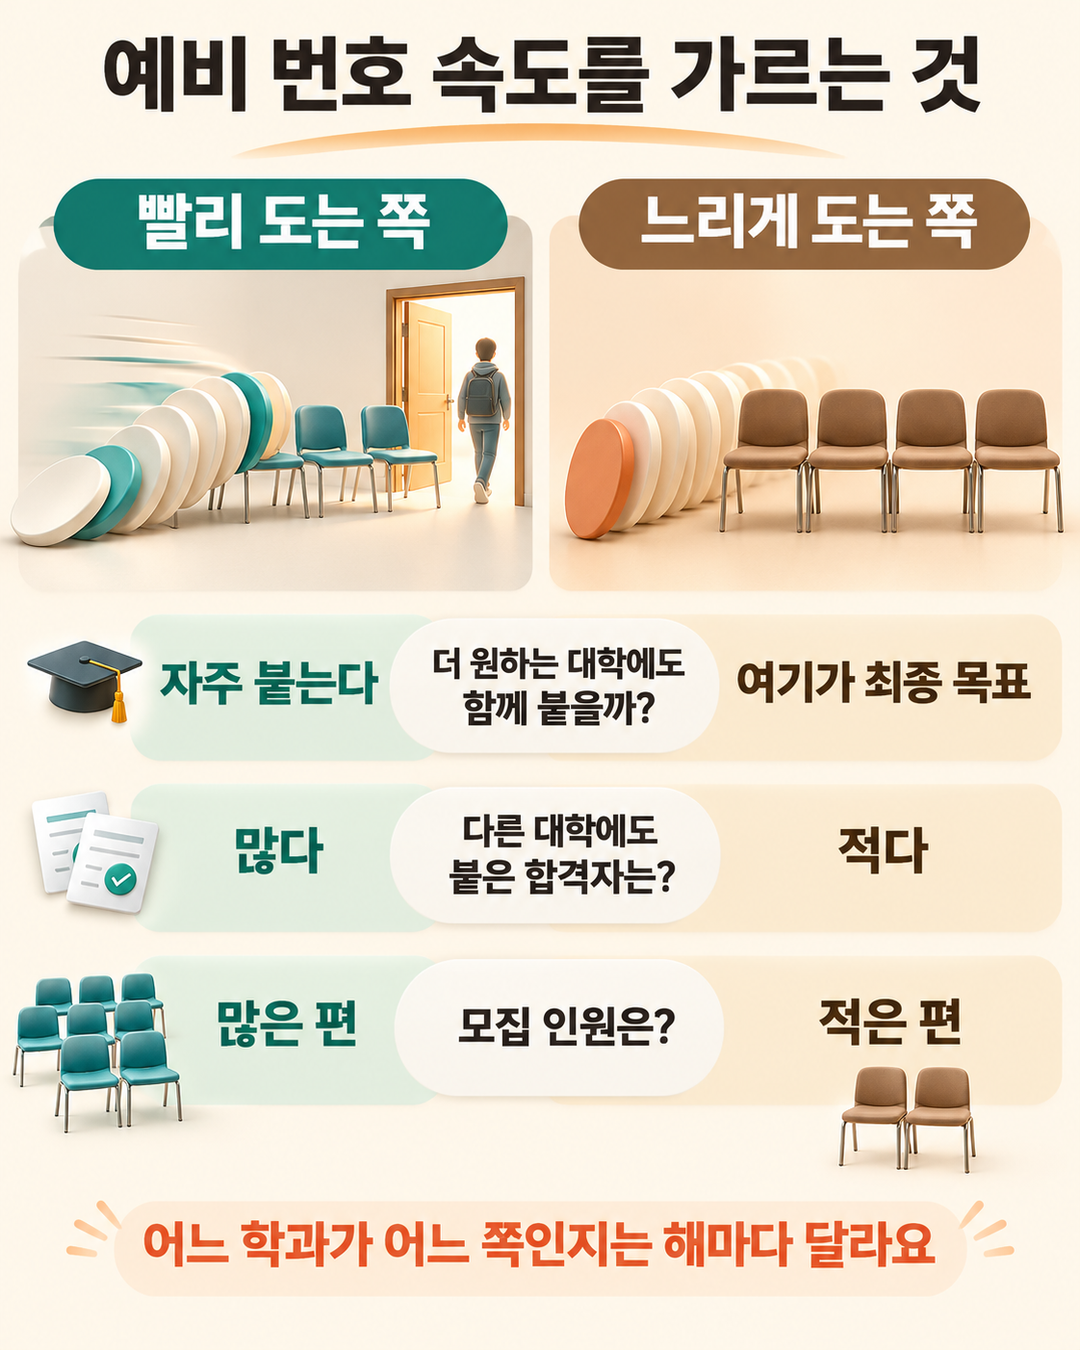 예비 번호 속도를 가르는 것
빨리 도는 쪽
느리게 도는 쪽
자주 붙는다
더 원하는 대학에도
함께 붙을까?
여기가 최종 목표
많다
다른 대학에도
붙은 합격자는?
적다
많은 편
모집 인원은?
적은 편
어느 학과가 어느 쪽인지는 해마다 달라요